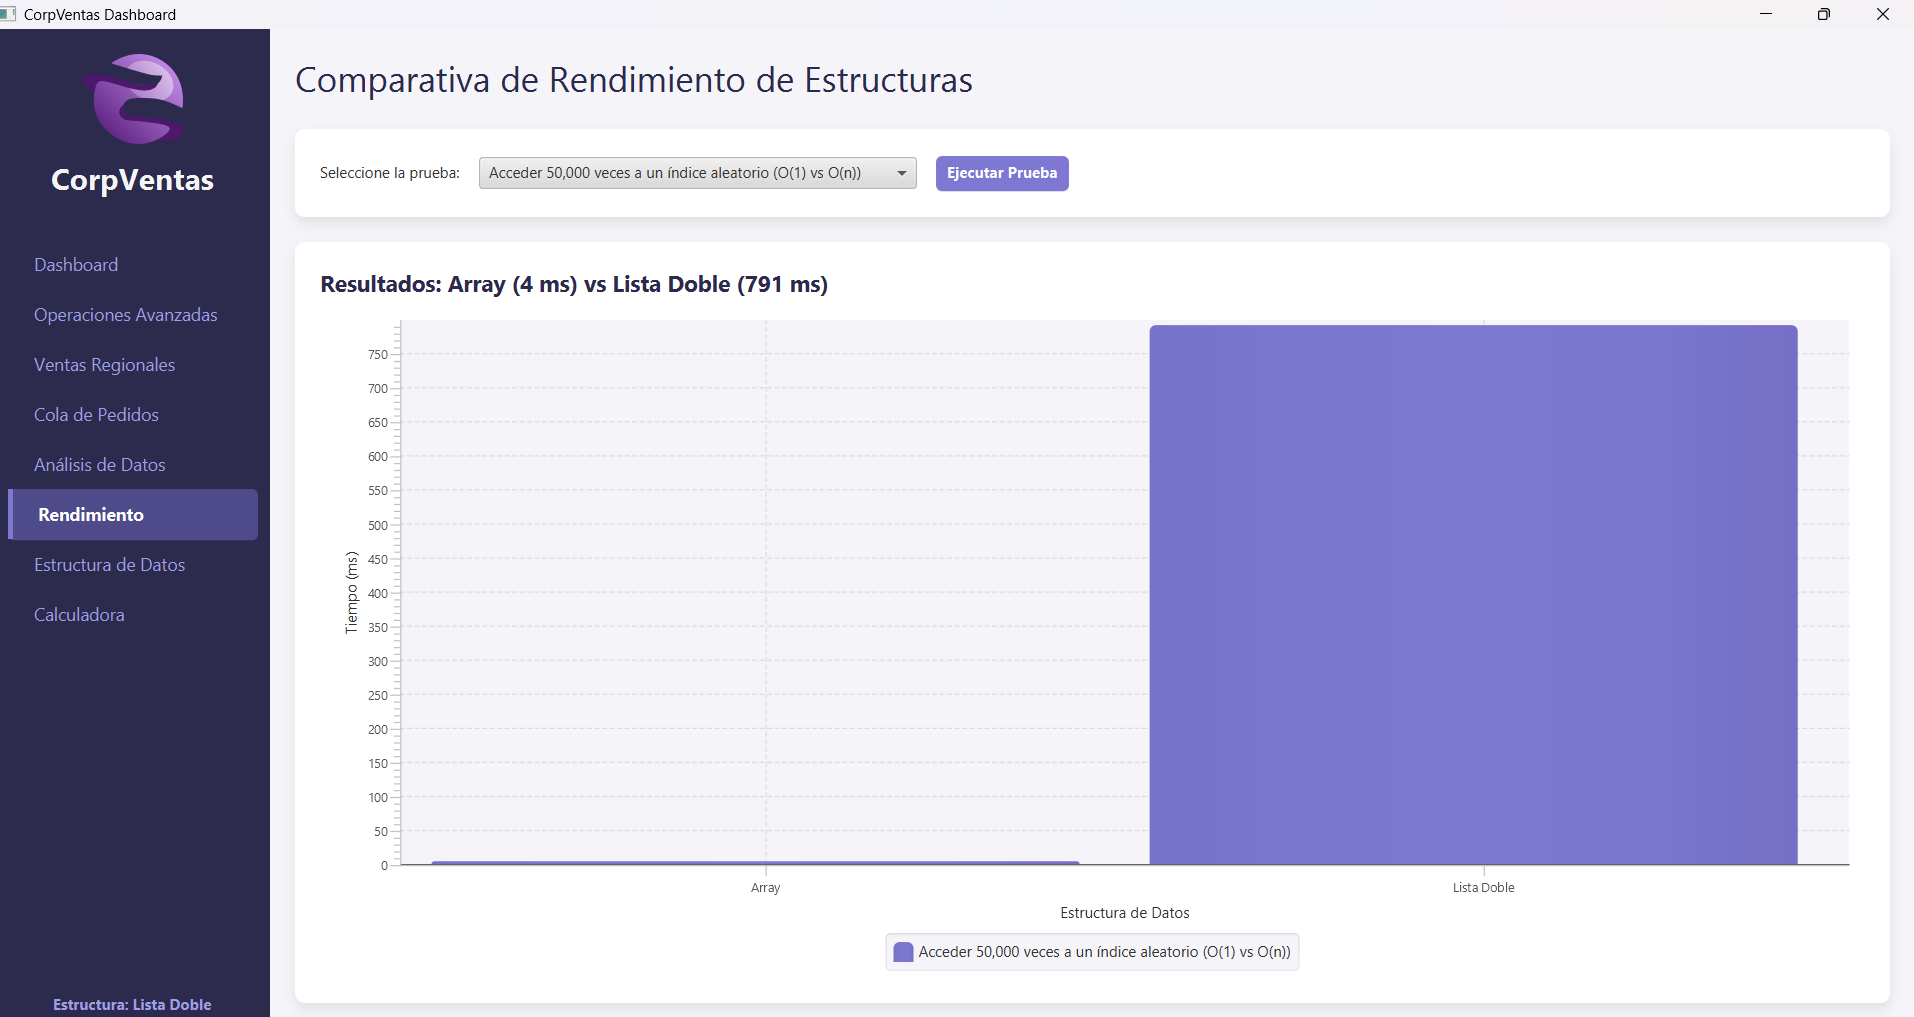 CorpVentas Dashboard
CorpVentas
Dashboard
Operaciones Avanzadas
Ventas Regionales
Cola de Pedidos
Análisis de Datos
Rendimiento
Estructura de Datos
Calculadora
Estructura: Lista Doble
Comparativa de Rendimiento de Estructuras
Seleccione la prueba: Acceder 50,000 veces a un índice aleatorio (O(1) vs O(n)) Ejecutar Prueba
Resultados: Array (4 ms) vs Lista Doble (791 ms)
Tiempo (ms)
750
700
650
600
550
500
450
400
350
300
250
200
150
100
50
0
Array Lista Doble
Estructura de Datos
Acceder 50,000 veces a un índice aleatorio (O(1) vs O(n))